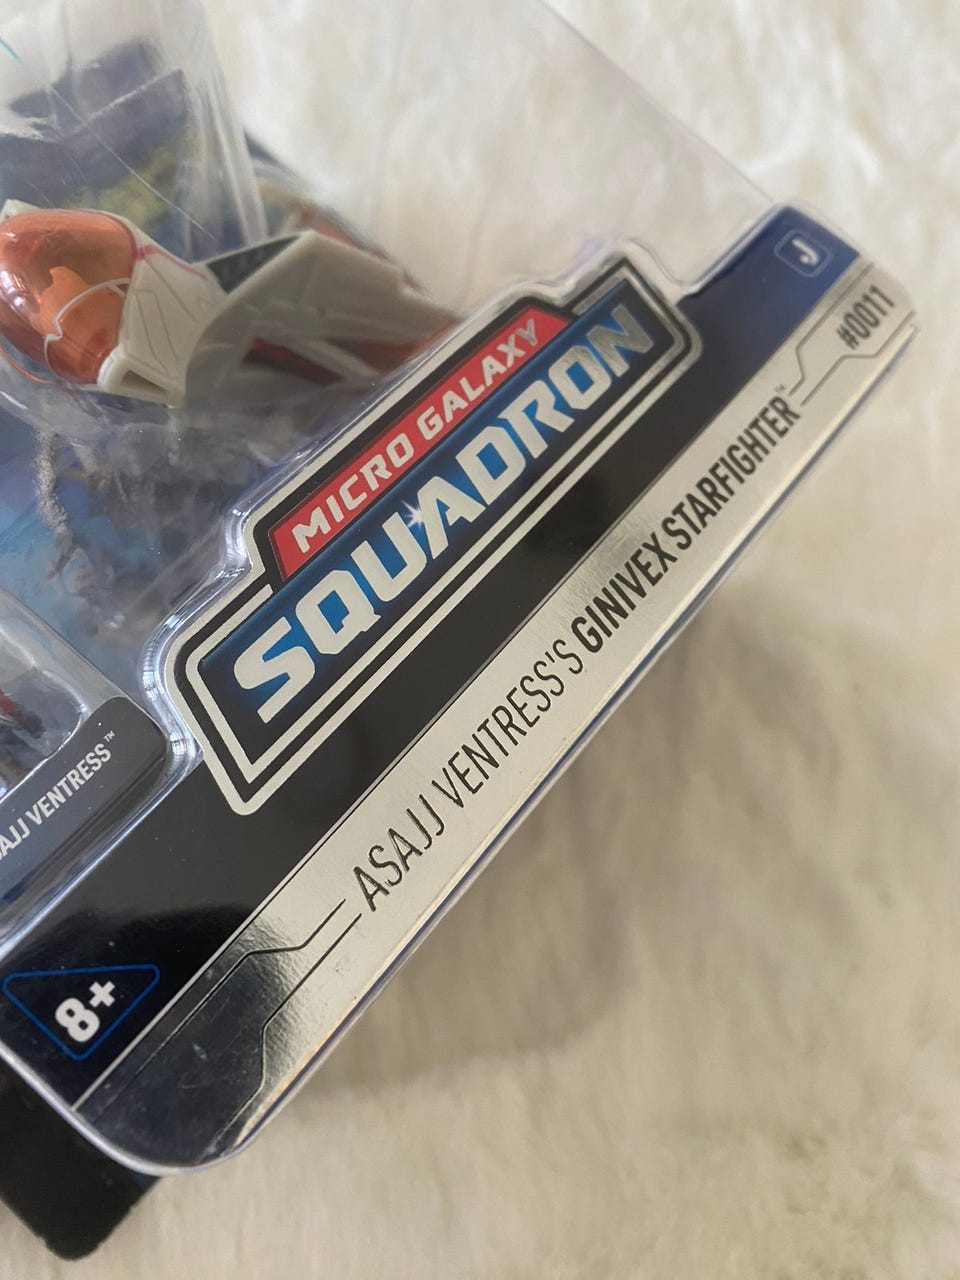 MICRO GALAXY
SQUADRON
J
#0011
ASAJJ VENTRESS'S GINIVEX STARFIGHTER™
AJJ VENTRESS™
8+